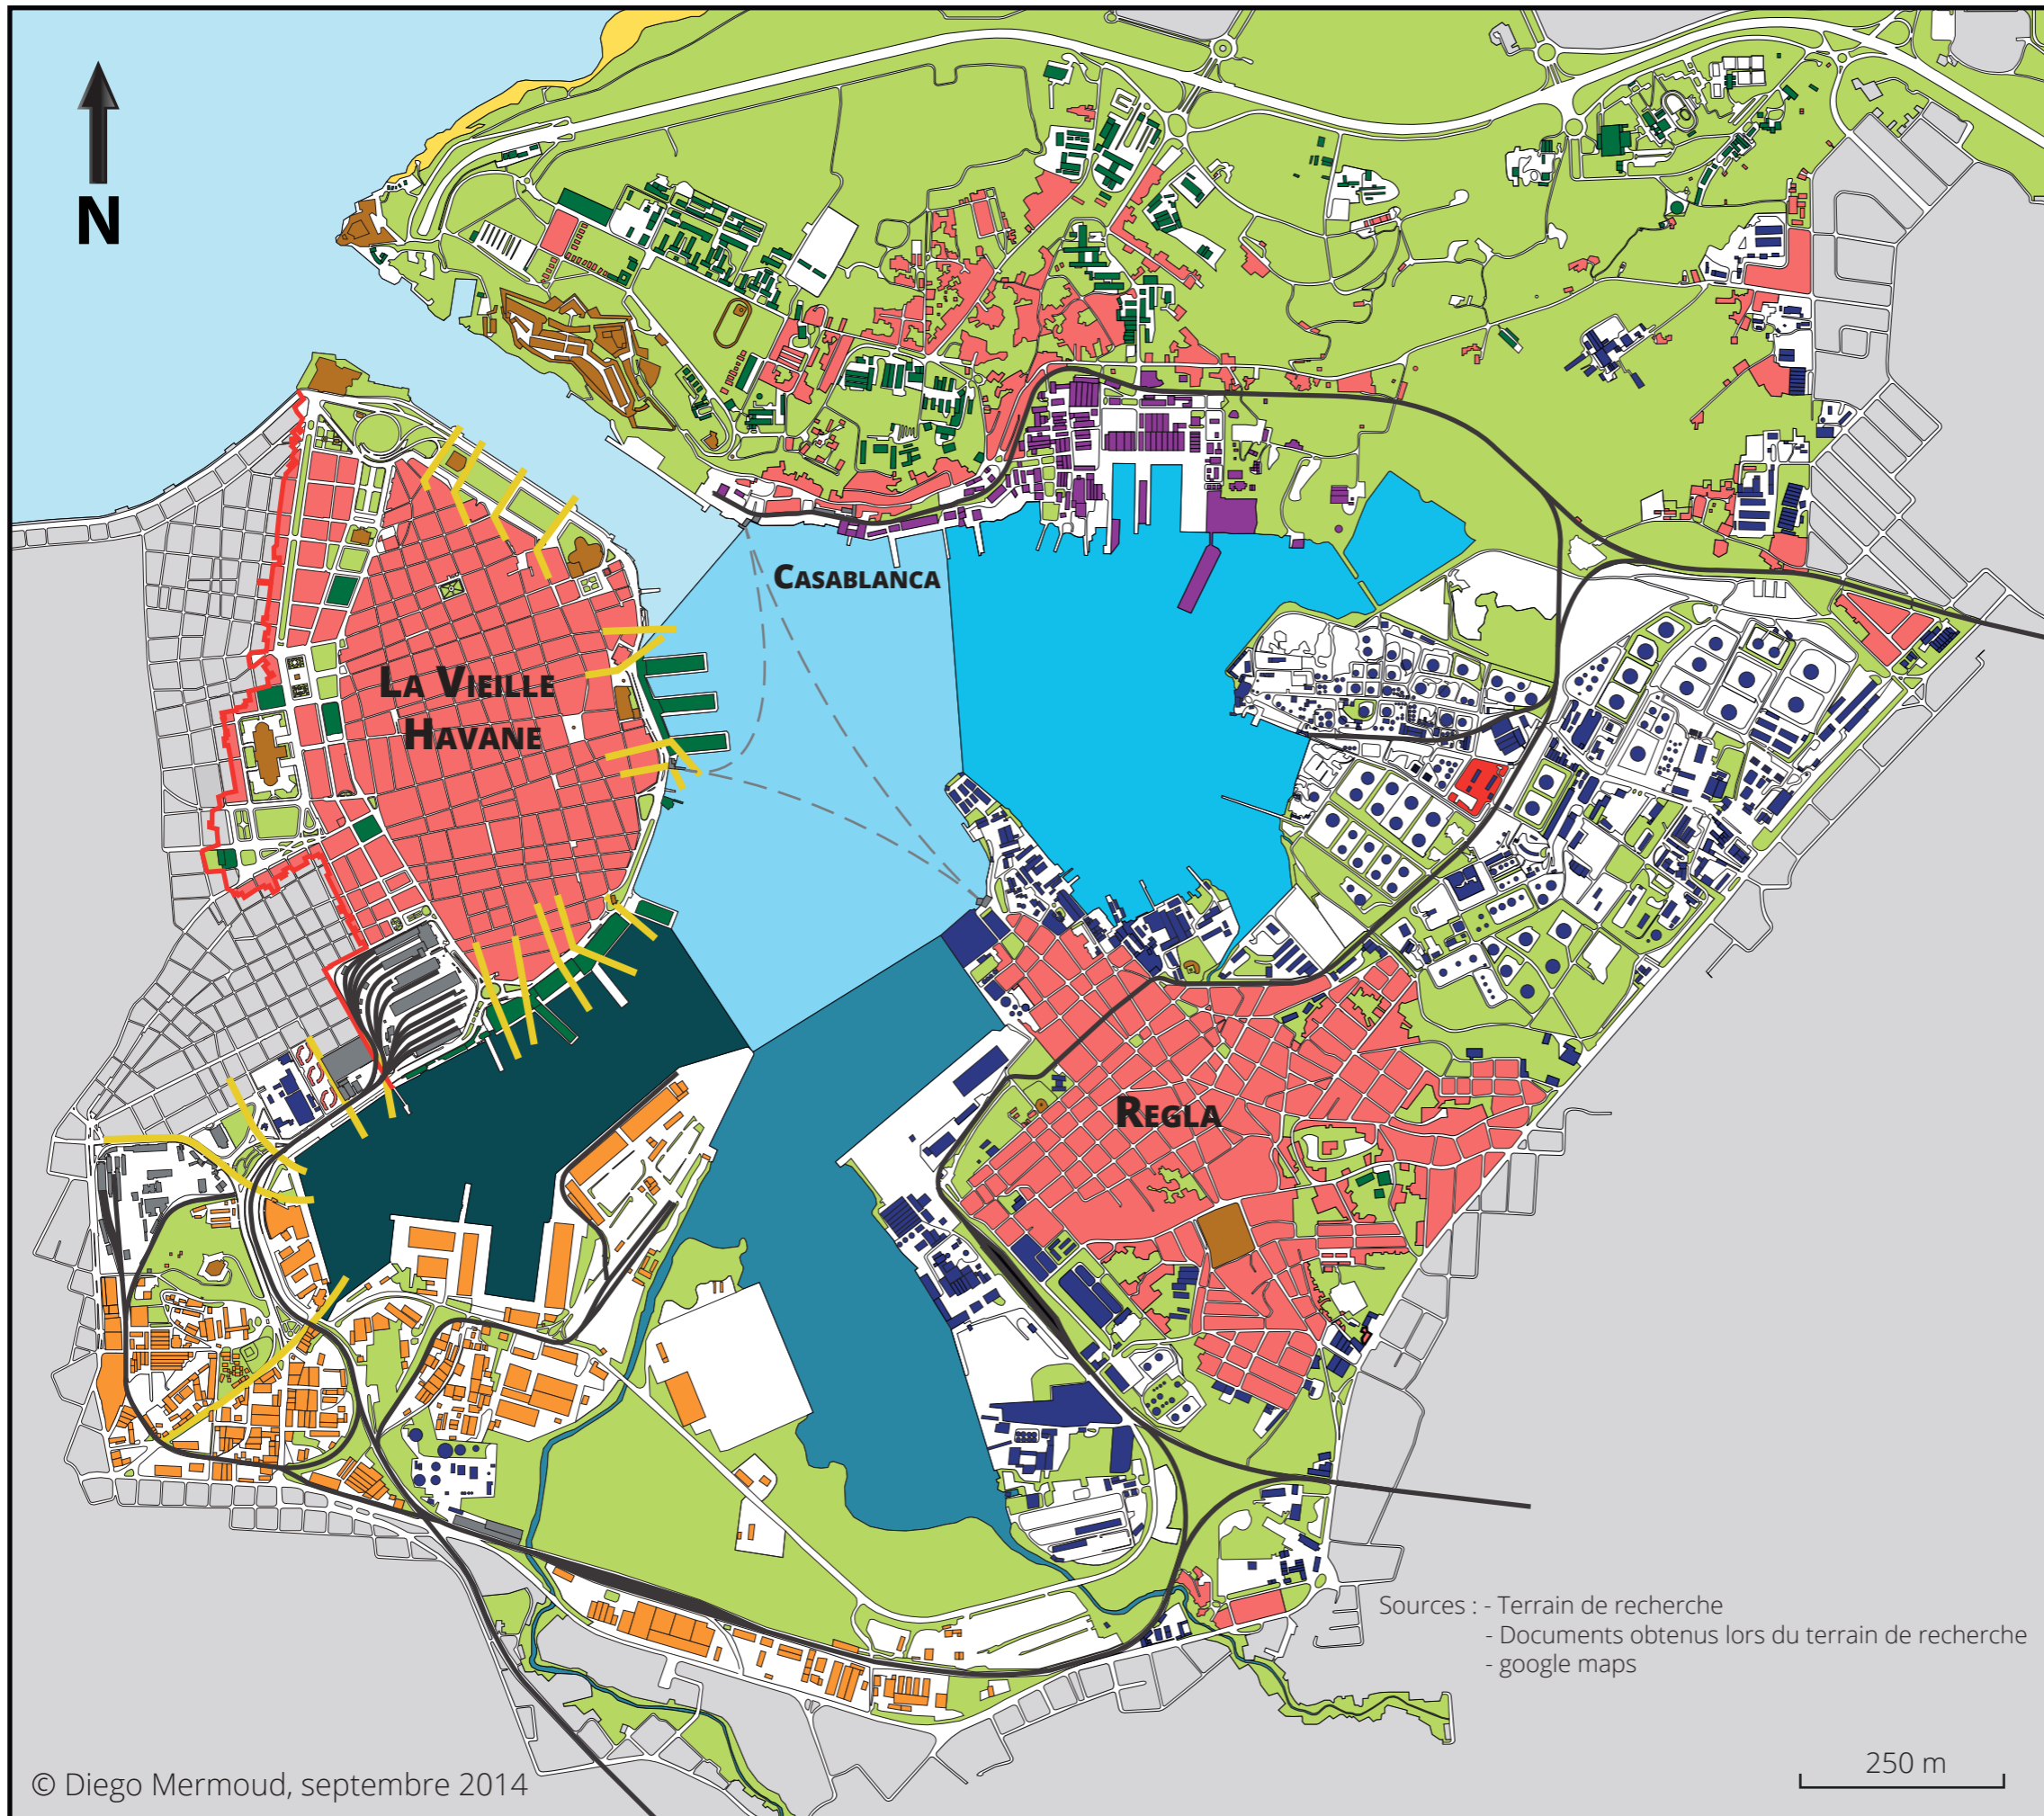 N
CASABLANCA
LA VIEILLE
HAVANE
REGLA
Sources : - Terrain de recherche
- Documents obtenus lors du terrain de recherche
- google maps
250 m
© Diego Mermoud, septembre 2014